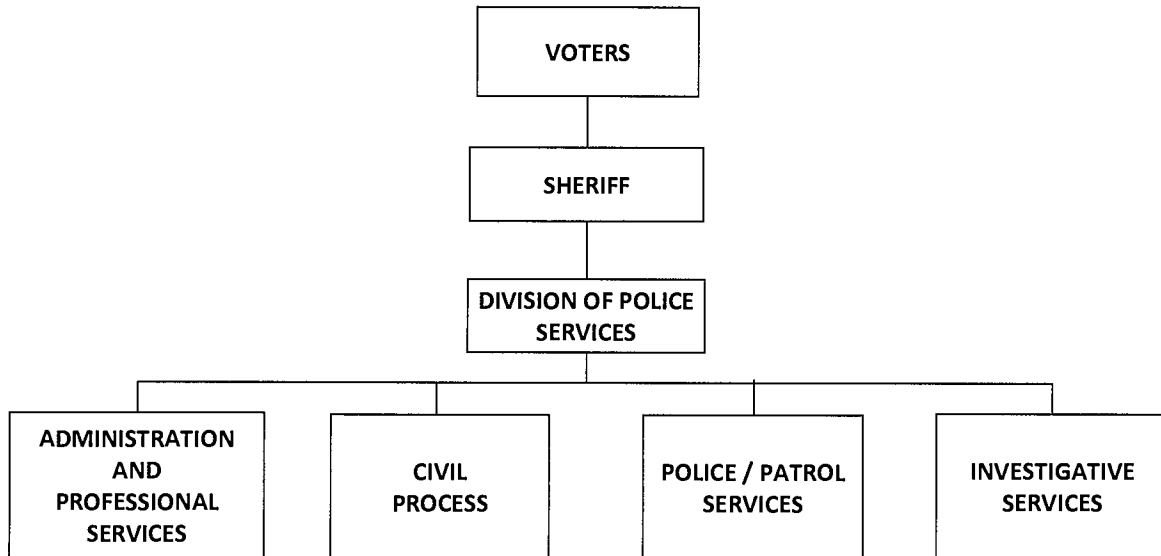 VOTERS
SHERIFF
DIVISION OF POLICE
SERVICES
ADMINISTRATION
AND
PROFESSIONAL
SERVICES
CIVIL
PROCESS
POLICE / PATROL
SERVICES
INVESTIGATIVE
SERVICES